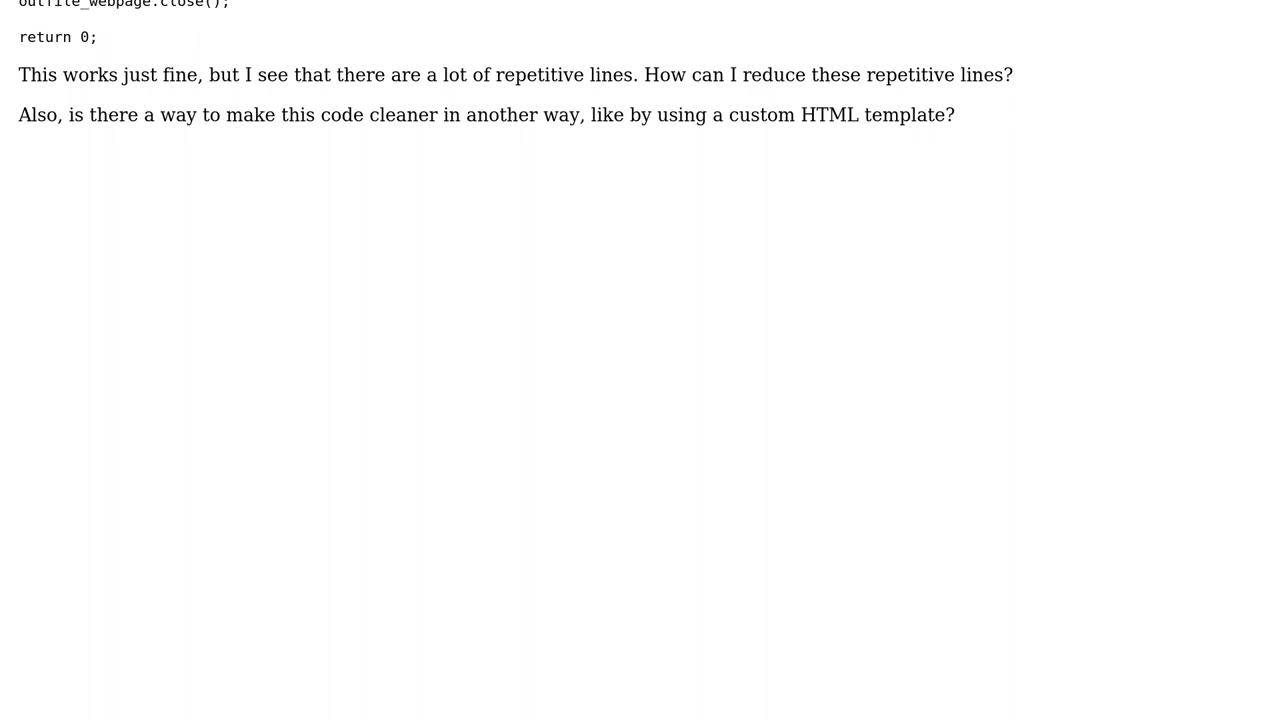 outfile_webpage.close();
return 0;
This works just fine, but I see that there are a lot of repetitive lines. How can I reduce these repetitive lines?
Also, is there a way to make this code cleaner in another way, like by using a custom HTML template?